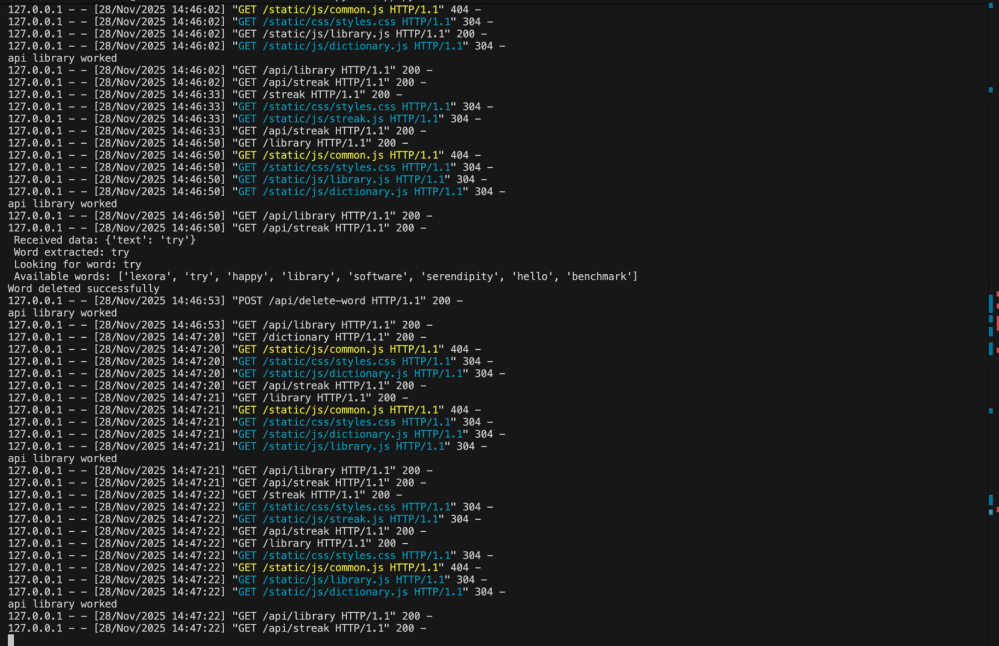 127.0.0.1 - - [28/Nov/2025 14:46:02] "GET /static/js/common.js HTTP/1.1" 404 -
127.0.0.1 - - [28/Nov/2025 14:46:02] "GET /static/css/styles.css HTTP/1.1" 304 -
127.0.0.1 - - [28/Nov/2025 14:46:02] "GET /static/js/library.js HTTP/1.1" 200 -
127.0.0.1 - - [28/Nov/2025 14:46:02] "GET /static/js/dictionary.js HTTP/1.1" 304 -
api library worked
127.0.0.1 - - [28/Nov/2025 14:46:02] "GET /api/library HTTP/1.1" 200 -
127.0.0.1 - - [28/Nov/2025 14:46:02] "GET /api/streak HTTP/1.1" 200 -
127.0.0.1 - - [28/Nov/2025 14:46:33] "GET /streak HTTP/1.1" 200 -
127.0.0.1 - - [28/Nov/2025 14:46:33] "GET /static/css/styles.css HTTP/1.1" 304 -
127.0.0.1 - - [28/Nov/2025 14:46:33] "GET /static/js/streak.js HTTP/1.1" 304 -
127.0.0.1 - - [28/Nov/2025 14:46:33] "GET /api/streak HTTP/1.1" 200 -
127.0.0.1 - - [28/Nov/2025 14:46:50] "GET /library HTTP/1.1" 200 -
127.0.0.1 - - [28/Nov/2025 14:46:50] "GET /static/js/common.js HTTP/1.1" 404 -
127.0.0.1 - - [28/Nov/2025 14:46:50] "GET /static/css/styles.css HTTP/1.1" 304 -
127.0.0.1 - - [28/Nov/2025 14:46:50] "GET /static/js/library.js HTTP/1.1" 304 -
127.0.0.1 - - [28/Nov/2025 14:46:50] "GET /static/js/dictionary.js HTTP/1.1" 304 -
api library worked
127.0.0.1 - - [28/Nov/2025 14:46:50] "GET /api/library HTTP/1.1" 200 -
127.0.0.1 - - [28/Nov/2025 14:46:50] "GET /api/streak HTTP/1.1" 200 -
 Received data: {'text': 'try'}
 Word extracted: try
 Looking for word: try
 Available words: ['lexora', 'try', 'happy', 'library', 'software', 'serendipity', 'hello', 'benchmark']
Word deleted successfully
127.0.0.1 - - [28/Nov/2025 14:46:53] "POST /api/delete-word HTTP/1.1" 200 -
api library worked
127.0.0.1 - - [28/Nov/2025 14:46:53] "GET /api/library HTTP/1.1" 200 -
127.0.0.1 - - [28/Nov/2025 14:47:20] "GET /dictionary HTTP/1.1" 200 -
127.0.0.1 - - [28/Nov/2025 14:47:20] "GET /static/js/common.js HTTP/1.1" 404 -
127.0.0.1 - - [28/Nov/2025 14:47:20] "GET /static/css/styles.css HTTP/1.1" 304 -
127.0.0.1 - - [28/Nov/2025 14:47:20] "GET /static/js/dictionary.js HTTP/1.1" 304 -
127.0.0.1 - - [28/Nov/2025 14:47:20] "GET /api/streak HTTP/1.1" 200 -
127.0.0.1 - - [28/Nov/2025 14:47:21] "GET /library HTTP/1.1" 200 -
127.0.0.1 - - [28/Nov/2025 14:47:21] "GET /static/js/common.js HTTP/1.1" 404 -
127.0.0.1 - - [28/Nov/2025 14:47:21] "GET /static/css/styles.css HTTP/1.1" 304 -
127.0.0.1 - - [28/Nov/2025 14:47:21] "GET /static/js/dictionary.js HTTP/1.1" 304 -
127.0.0.1 - - [28/Nov/2025 14:47:21] "GET /static/js/library.js HTTP/1.1" 304 -
api library worked
127.0.0.1 - - [28/Nov/2025 14:47:21] "GET /api/library HTTP/1.1" 200 -
127.0.0.1 - - [28/Nov/2025 14:47:21] "GET /api/streak HTTP/1.1" 200 -
127.0.0.1 - - [28/Nov/2025 14:47:22] "GET /streak HTTP/1.1" 200 -
127.0.0.1 - - [28/Nov/2025 14:47:22] "GET /static/css/styles.css HTTP/1.1" 304 -
127.0.0.1 - - [28/Nov/2025 14:47:22] "GET /static/js/streak.js HTTP/1.1" 304 -
127.0.0.1 - - [28/Nov/2025 14:47:22] "GET /api/streak HTTP/1.1" 200 -
127.0.0.1 - - [28/Nov/2025 14:47:22] "GET /library HTTP/1.1" 200 -
127.0.0.1 - - [28/Nov/2025 14:47:22] "GET /static/css/styles.css HTTP/1.1" 304 -
127.0.0.1 - - [28/Nov/2025 14:47:22] "GET /static/js/common.js HTTP/1.1" 404 -
127.0.0.1 - - [28/Nov/2025 14:47:22] "GET /static/js/library.js HTTP/1.1" 304 -
127.0.0.1 - - [28/Nov/2025 14:47:22] "GET /static/js/dictionary.js HTTP/1.1" 304 -
api library worked
127.0.0.1 - - [28/Nov/2025 14:47:22] "GET /api/library HTTP/1.1" 200 -
127.0.0.1 - - [28/Nov/2025 14:47:22] "GET /api/streak HTTP/1.1" 200 -